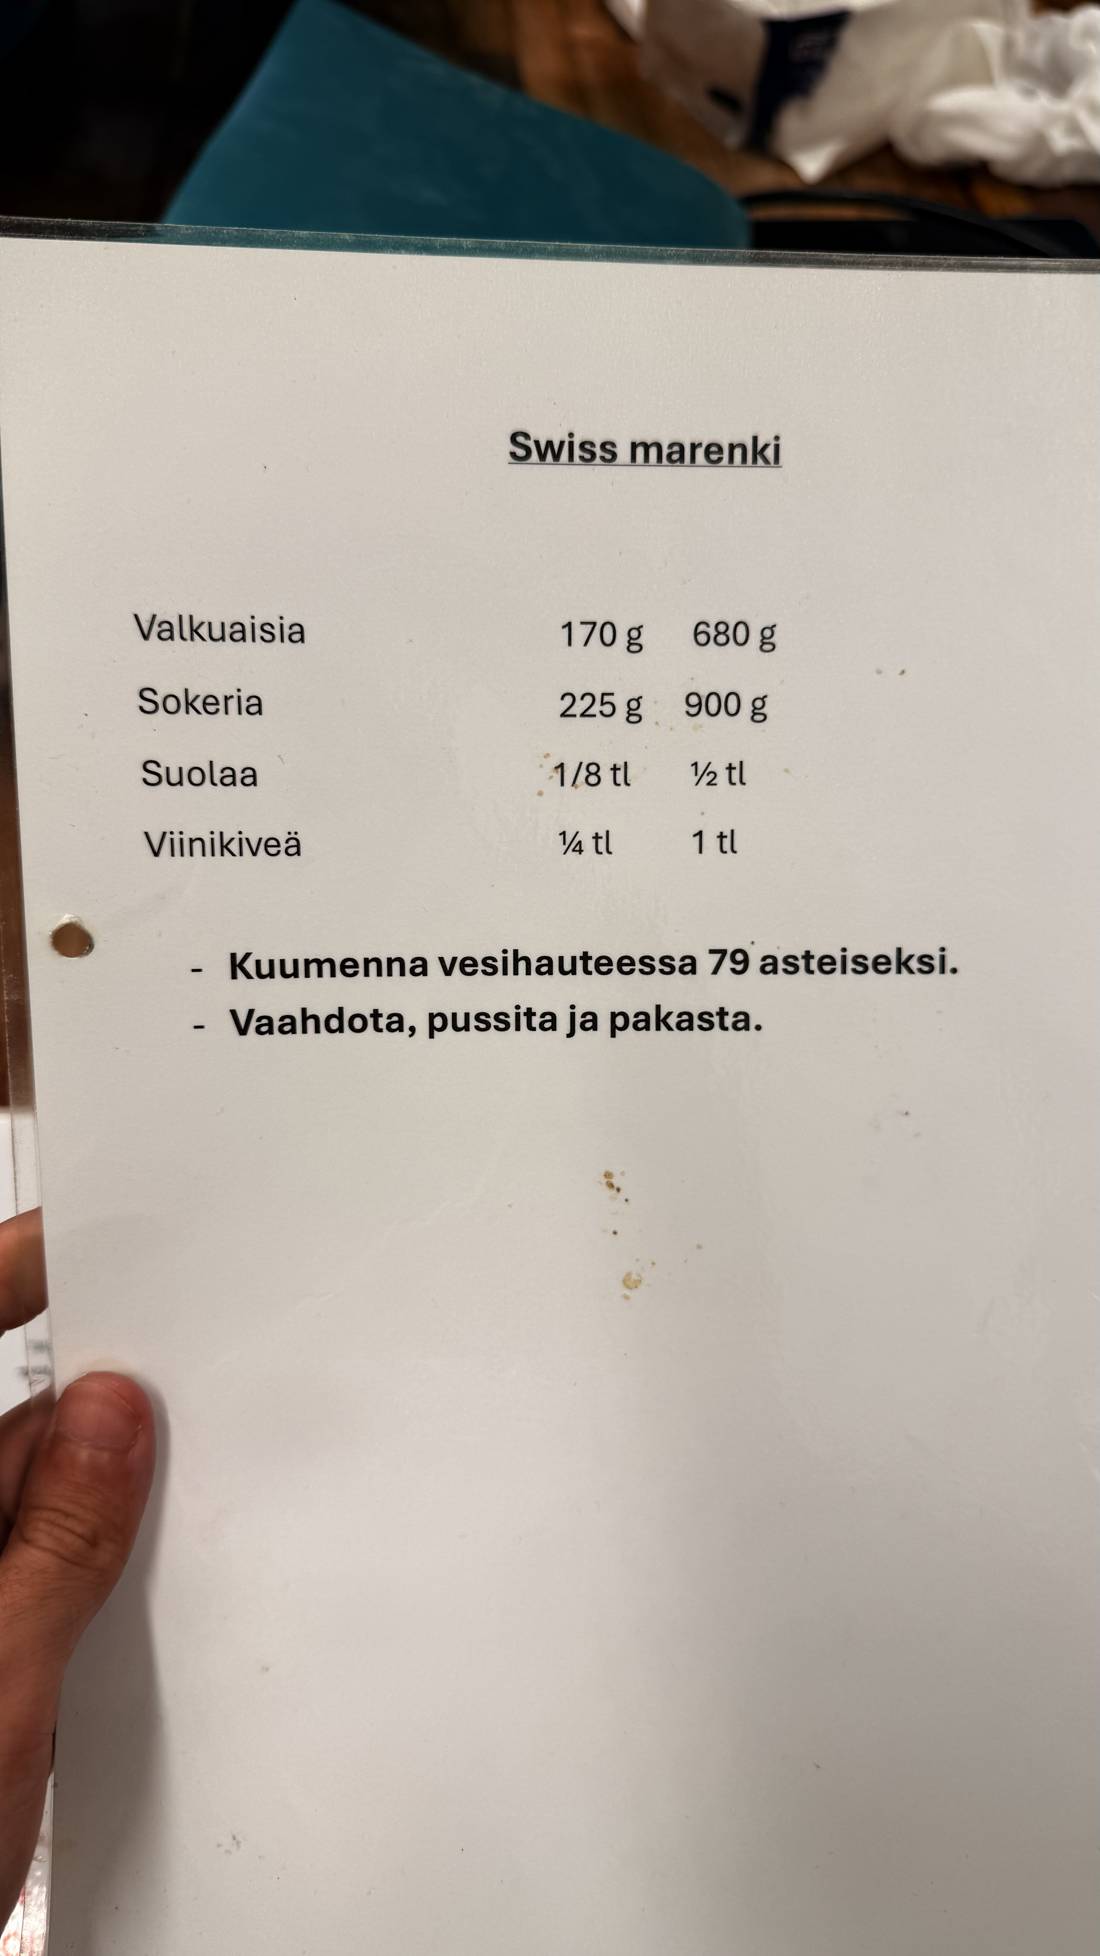 Swiss marenki
Valkuaisia 170 g 680 g
Sokeria 225 g 900 g
Suolaa 1/8 tl ½ tl
Viinikiveä ¼ tl 1 tl
- Kuumenna vesihauteessa 79 asteiseksi.
- Vaahdota, pussita ja pakasta.